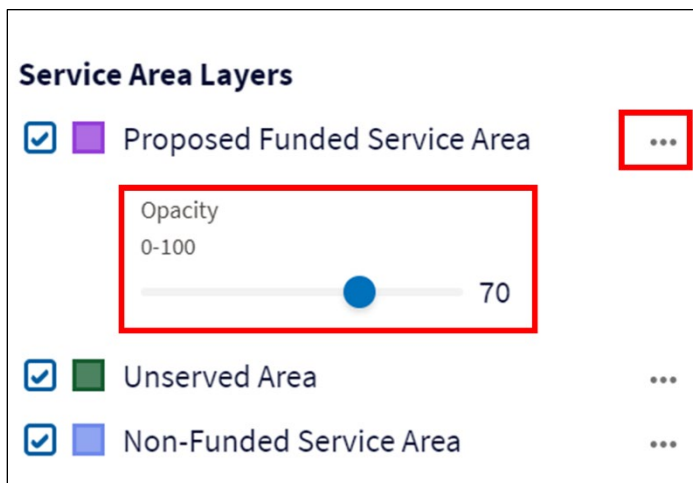 Service Area Layers
Proposed Funded Service Area ...
Opacity
0-100
70
Unserved Area ...
Non-Funded Service Area ...